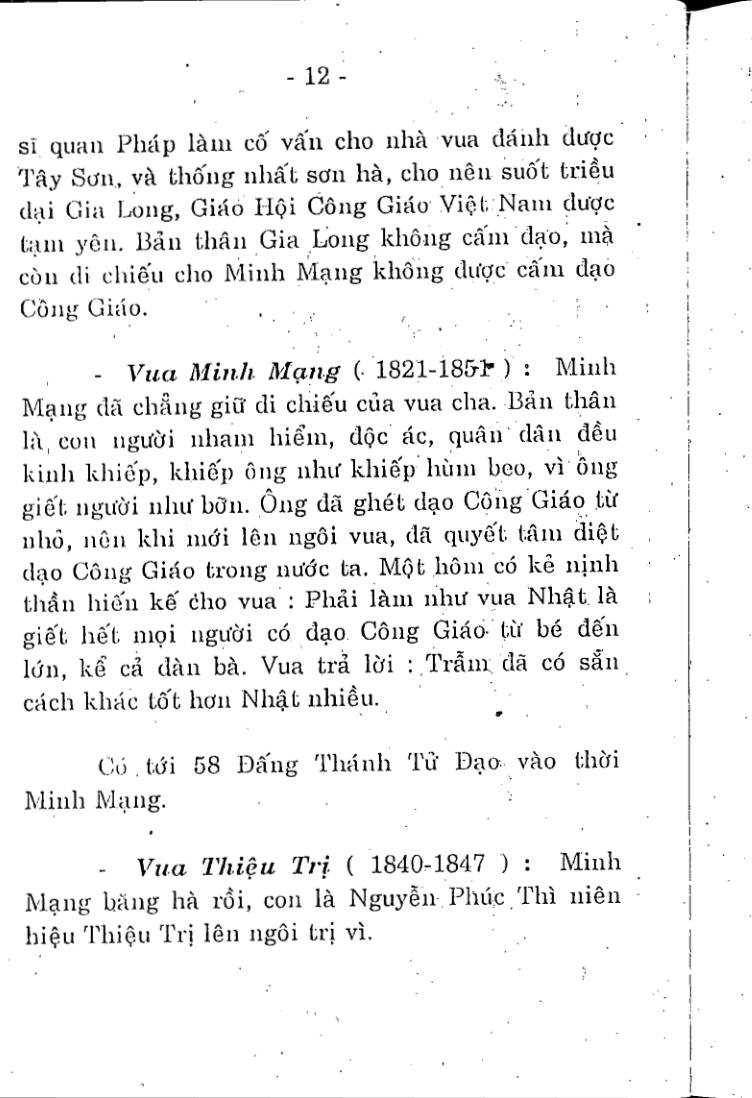 - 12 -
sĩ quan Pháp làm cố vấn cho nhà vua đánh được
Tây Sơn, và thống nhất sơn hà, cho nên suốt triều
đại Gia Long, Giáo Hội Công Giáo Việt Nam được
tạm yên. Bản thân Gia Long không cấm đạo, mà
còn di chiếu cho Minh Mạng không được cấm đạo
Công Giáo.
- Vua Minh Mạng ( 1821-1851 ) : Minh
Mạng đã chẳng giữ di chiếu của vua cha. Bản thân
là con người nham hiểm, độc ác, quân dân đều
kinh khiếp, khiếp ông như khiếp hùm beo, vì ông
giết người như bỡn. Ông đã ghét đạo Công Giáo từ
nhỏ, nên khi mới lên ngôi vua, đã quyết tâm diệt
đạo Công Giáo trong nước ta. Một hôm có kẻ nịnh
thần hiến kế cho vua : Phải làm như vua Nhật là
giết hết mọi người có đạo Công Giáo từ bé đến
lớn, kể cả đàn bà. Vua trả lời : Trẫm đã có sẵn
cách khác tốt hơn Nhật nhiều.
Có tới 58 Đấng Thánh Tử Đạo vào thời
Minh Mạng.
- Vua Thiệu Trị ( 1840-1847 ) : Minh
Mạng băng hà rồi, con là Nguyễn Phúc Thì niên
hiệu Thiệu Trị lên ngôi trị vì.